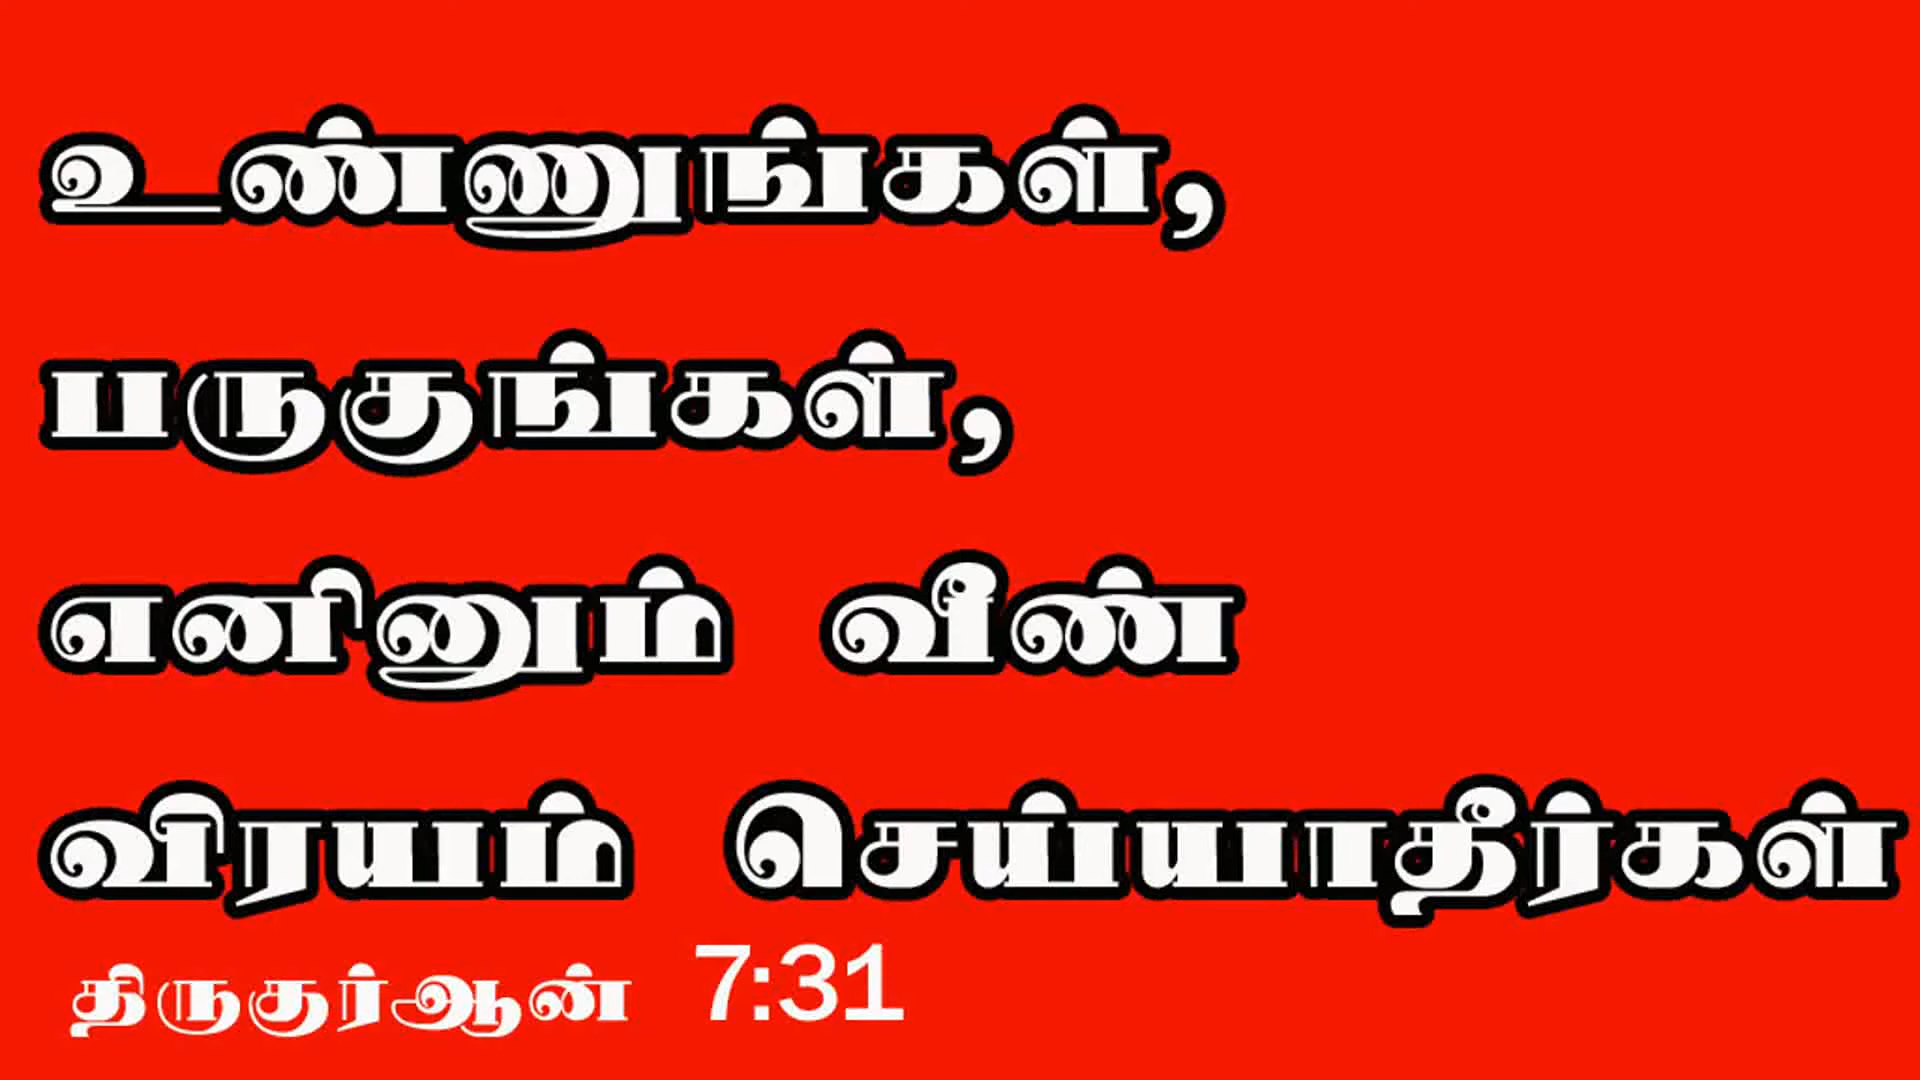 உண்ணுங்கள்,
பருகுங்கள்,
எனினும் வீண்
விரயம் செய்யாதீர்கள்
திருகுர்ஆன் 7:31